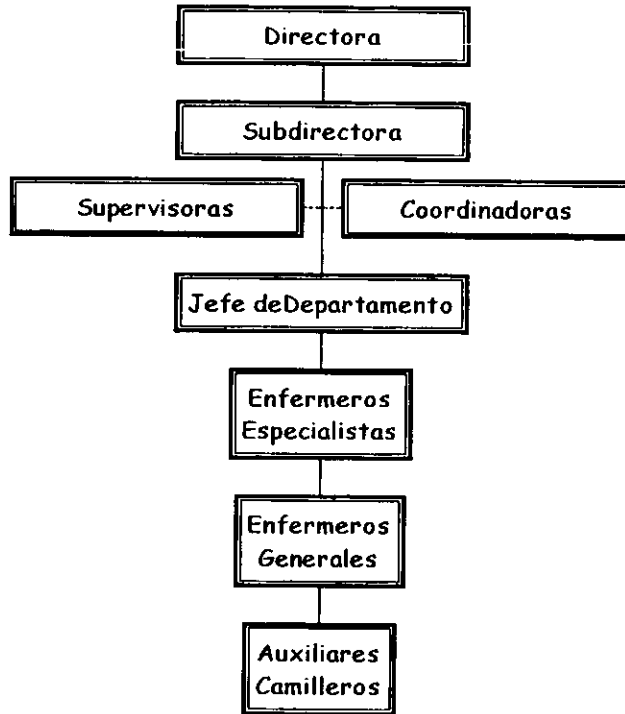 Directora
Subdirectora
Supervisoras
Coordinadoras
Jefe deDepartamento
Enfermeros
Especialistas
Enfermeros
Generales
Auxiliares
Camilleros